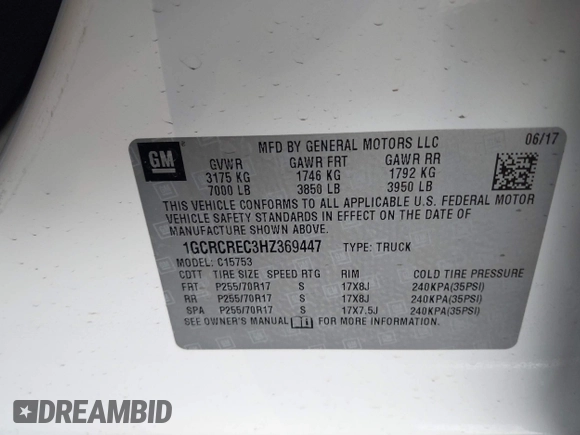 GM
MFD BY GENERAL MOTORS LLC 06/17
GVWR GAWR FRT GAWR RR
3175 KG 1746 KG 1792 KG
7000 LB 3850 LB 3950 LB
THIS VEHICLE CONFORMS TO ALL APPLICABLE U.S. FEDERAL MOTOR
VEHICLE SAFETY STANDARDS IN EFFECT ON THE DATE OF
MANUFACTURE SHOWN ABOVE.
1GCRCREC3HZ369447 TYPE: TRUCK
MODEL: C15753
CDTT TIRE SIZE SPEED RTG RIM COLD TIRE PRESSURE
FRT P255/70R17 S 17X8J 240KPA(35PSI)
RR P255/70R17 S 17X8J 240KPA(35PSI)
SPA P255/70R17 S 17X7.5J 240KPA(35PSI)
SEE OWNER'S MANUAL FOR MORE INFORMATION.
DREAMBID